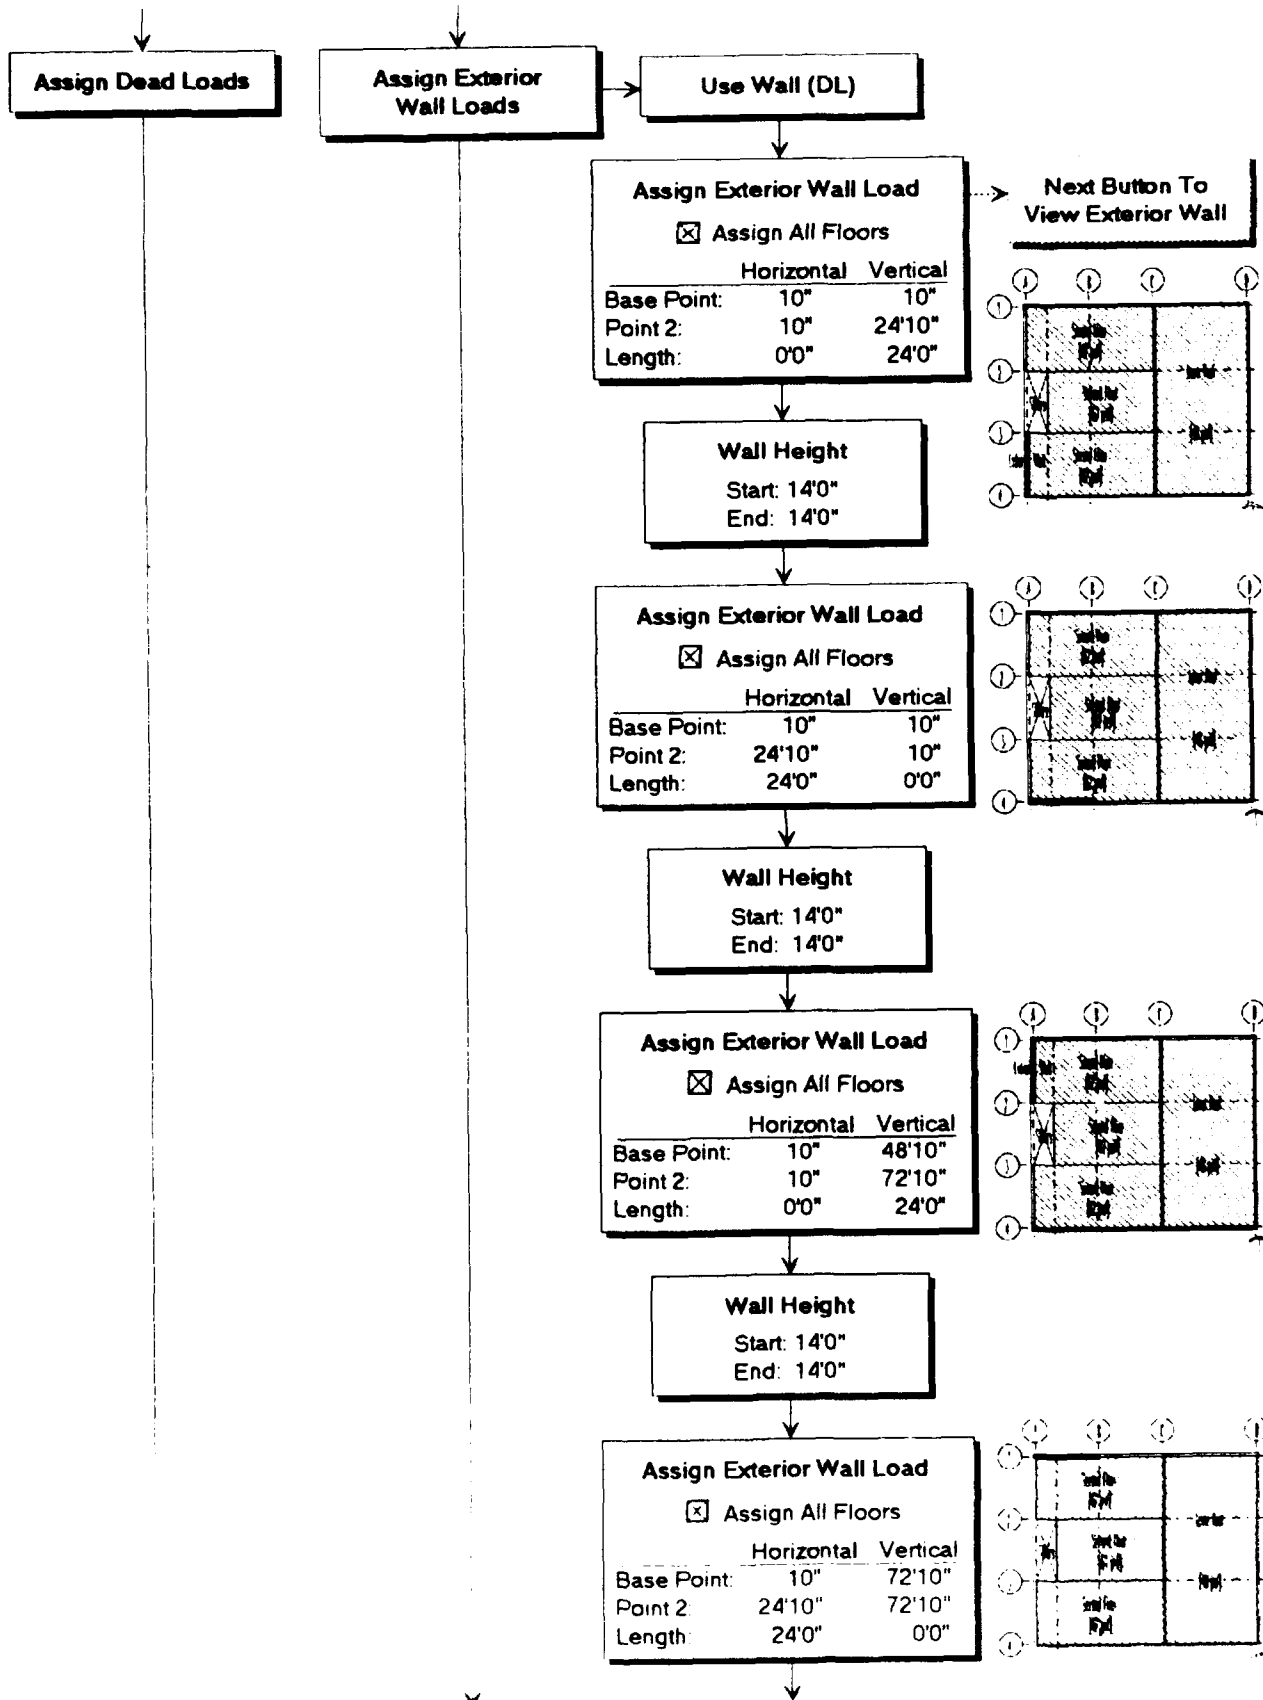 Assign Dead Loads
Assign Exterior
Wall Loads
Use Wall (DL)
Assign Exterior Wall Load
Assign All Floors
Horizontal Vertical
Base Point: 10" 10"
Point 2: 10" 24'10"
Length: 0'0" 24'0"
Next Button To
View Exterior Wall
Wall Height
Start: 14'0"
End: 14'0"
Assign Exterior Wall Load
Assign All Floors
Horizontal Vertical
Base Point: 10" 10"
Point 2: 24'10" 10"
Length: 24'0" 0'0"
Wall Height
Start: 14'0"
End: 14'0"
Assign Exterior Wall Load
Assign All Floors
Horizontal Vertical
Base Point: 10" 48'10"
Point 2: 10" 72'10"
Length: 0'0" 24'0"
Wall Height
Start: 14'0"
End: 14'0"
Assign Exterior Wall Load
Assign All Floors
Horizontal Vertical
Base Point: 10" 72'10"
Point 2: 24'10" 72'10"
Length: 24'0" 0'0"